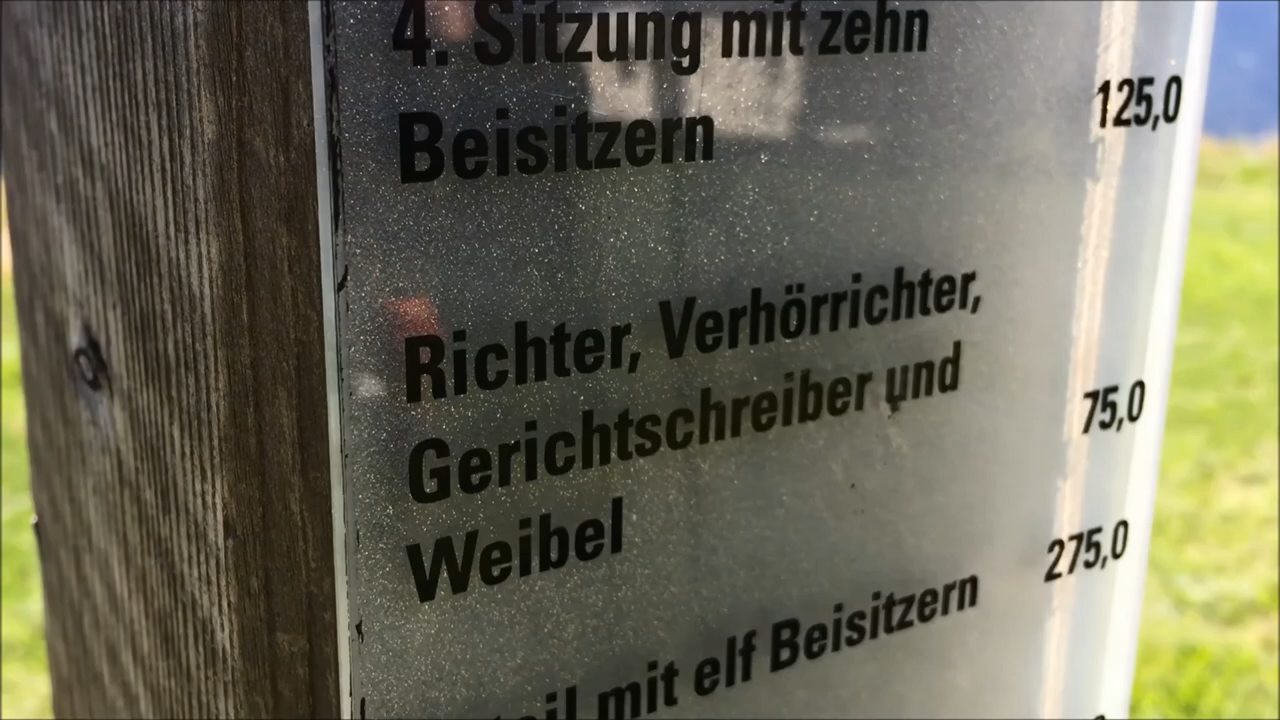 4. Sitzung mit zehn
Beisitzern 125,0
Richter, Verhörrichter,
Gerichtschreiber und 75,0
Weibel
275,0
mit elf Beisitzern